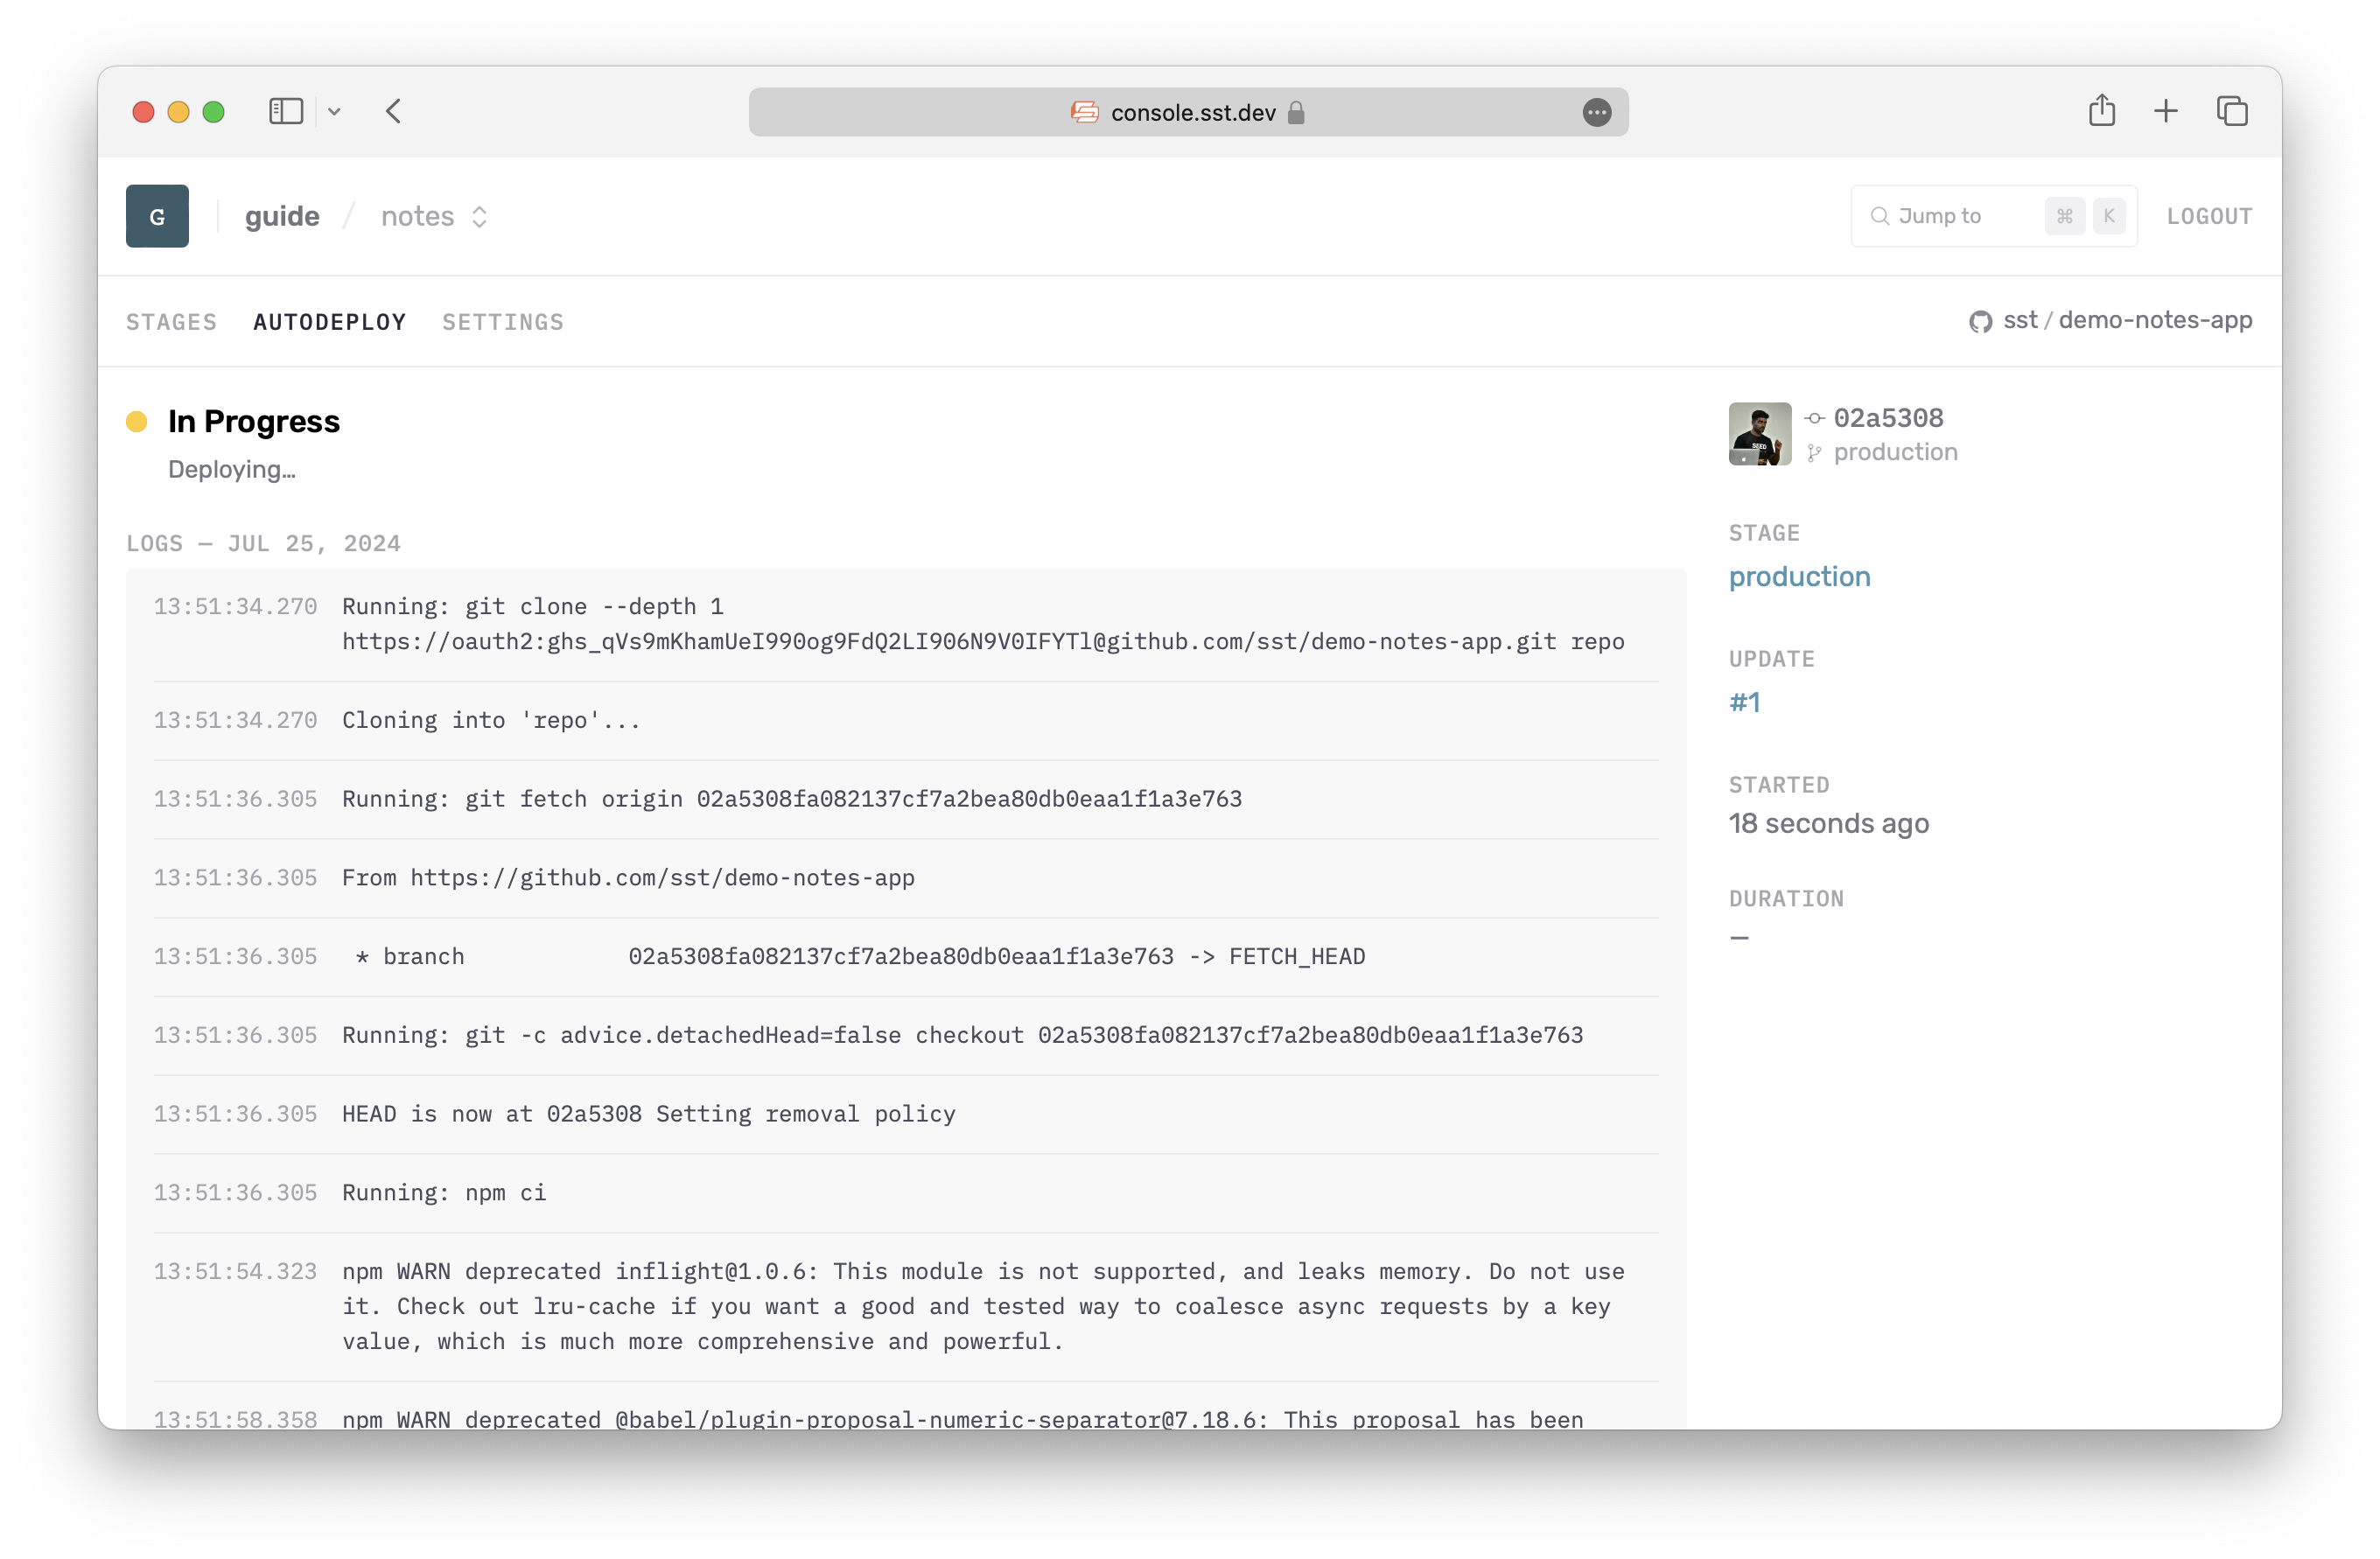 console.sst.dev
G
guide / notes
Jump to ⌘ K
LOGOUT
STAGES AUTODEPLOY SETTINGS
sst / demo-notes-app
In Progress
Deploying…
LOGS — JUL 25, 2024
13:51:34.270 Running: git clone --depth 1
https://oauth2:ghs_qVs9mKhamUeI990og9FdQ2LI906N9V0IFYTl@github.com/sst/demo-notes-app.git repo
13:51:34.270 Cloning into 'repo'...
13:51:36.305 Running: git fetch origin 02a5308fa082137cf7a2bea80db0eaa1f1a3e763
13:51:36.305 From https://github.com/sst/demo-notes-app
13:51:36.305 * branch 02a5308fa082137cf7a2bea80db0eaa1f1a3e763 -> FETCH_HEAD
13:51:36.305 Running: git -c advice.detachedHead=false checkout 02a5308fa082137cf7a2bea80db0eaa1f1a3e763
13:51:36.305 HEAD is now at 02a5308 Setting removal policy
13:51:36.305 Running: npm ci
13:51:54.323 npm WARN deprecated inflight@1.0.6: This module is not supported, and leaks memory. Do not use
it. Check out lru-cache if you want a good and tested way to coalesce async requests by a key
value, which is much more comprehensive and powerful.
13:51:58.358 npm WARN deprecated @babel/plugin-proposal-numeric-separator@7.18.6: This proposal has been
SEED
02a5308
production
STAGE
production
UPDATE
#1
STARTED
18 seconds ago
DURATION
—